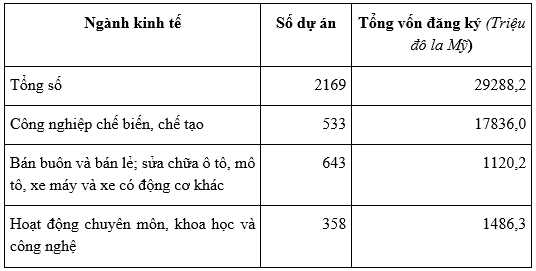 Ngành kinh tế Số dự án Tổng vốn đăng ký (Triệu
đô la Mỹ)
Tổng số 2169 29288,2
Công nghiệp chế biến, chế tạo 533 17836,0
Bán buôn và bán lẻ; sửa chữa ô tô, mô 643 1120,2
tô, xe máy và xe có động cơ khác
Hoạt động chuyên môn, khoa học và 358 1486,3
công nghệ